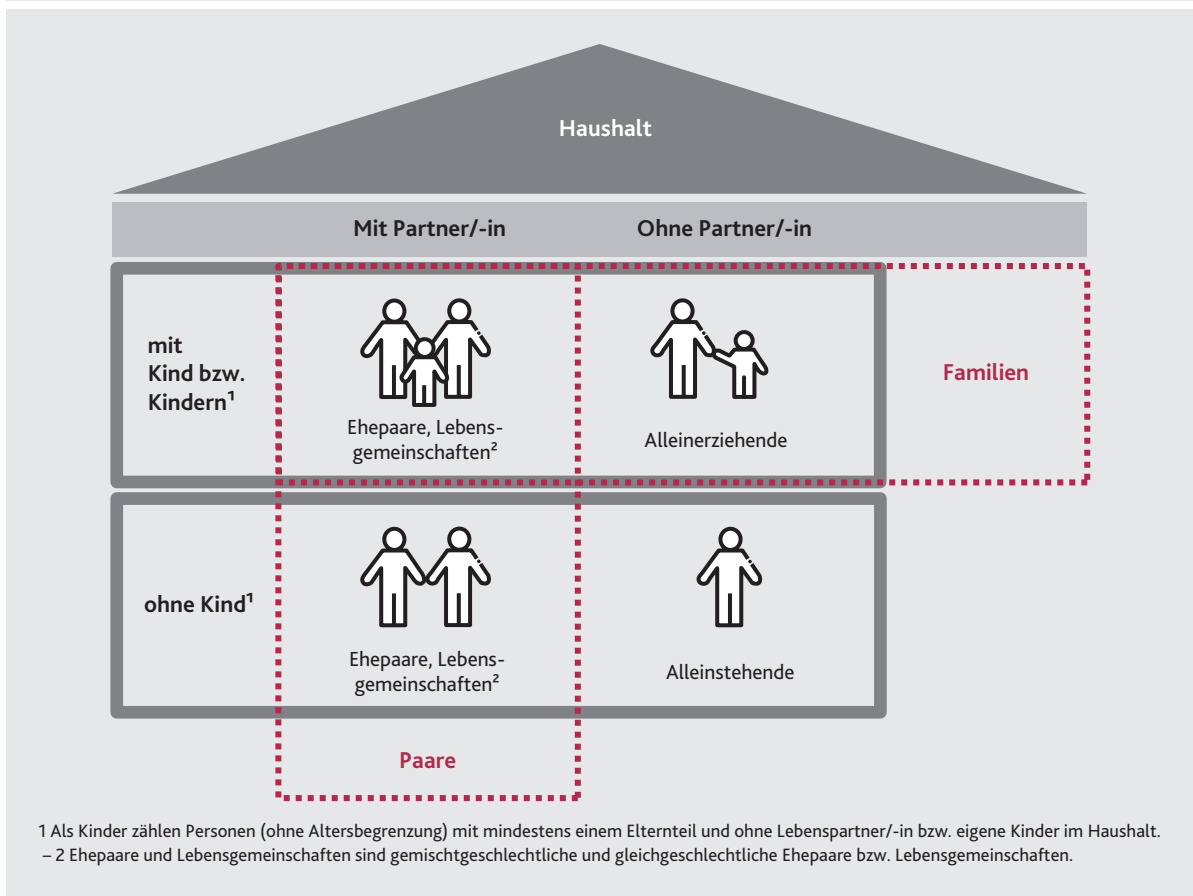 Haushalt
Mit Partner/-in
Ohne Partner/-in
mit
Kind bzw.
Kindern¹
Ehepaare, Lebens-
gemeinschaften²
Alleinerziehende
Familien
ohne Kind¹
Ehepaare, Lebens-
gemeinschaften²
Alleinstehende
Paare
1 Als Kinder zählen Personen (ohne Altersbegrenzung) mit mindestens einem Elternteil und ohne Lebenspartner/-in bzw. eigene Kinder im Haushalt.
– 2 Ehepaare und Lebensgemeinschaften sind gemischtgeschlechtliche und gleichgeschlechtliche Ehepaare bzw. Lebensgemeinschaften.